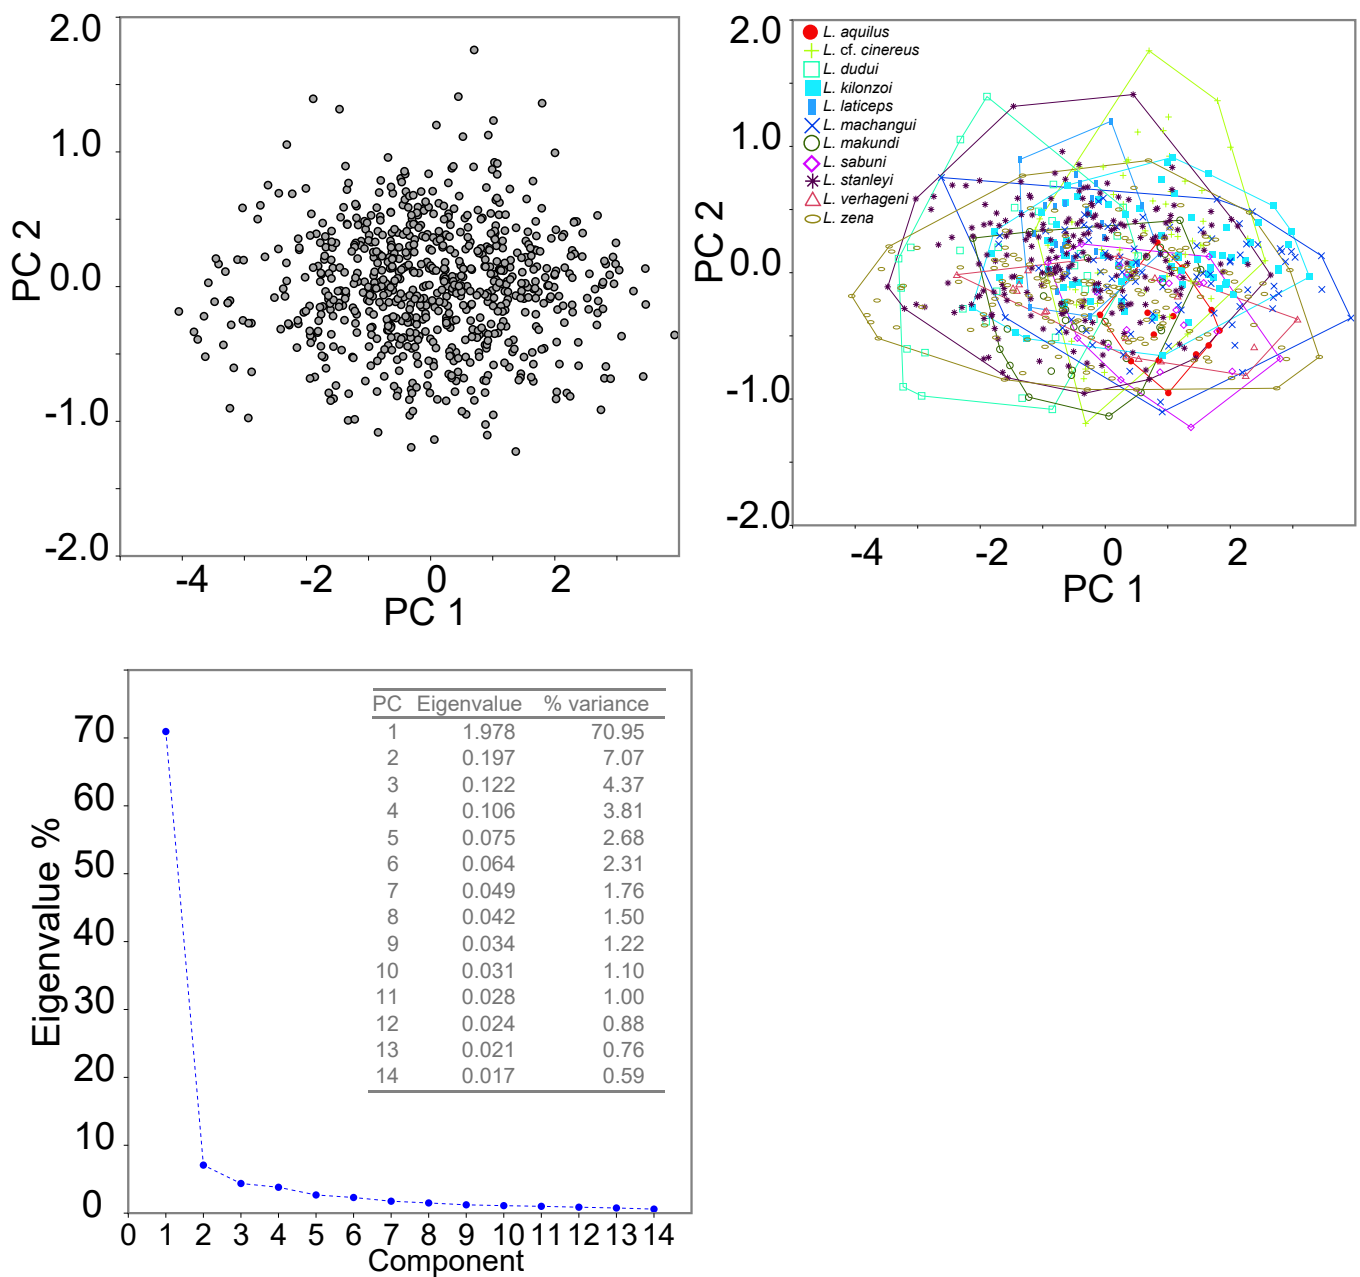 2.0
1.0
0.0
-1.0
-2.0
PC 2
-4 -2 0 2
PC 1
2.0
1.0
0.0
-1.0
-2.0
PC 2
L. aquilus
L. cf. cinereus
L. dudui
L. kilonzoi
L. laticeps
L. machangui
L. makundi
L. sabuni
L. stanleyi
L. verhageni
L. zena
-4 -2 0 2
PC 1
70
60
50
40
30
20
10
0
Eigenvalue %
PC Eigenvalue % variance
1 1.978 70.95
2 0.197 7.07
3 0.122 4.37
4 0.106 3.81
5 0.075 2.68
6 0.064 2.31
7 0.049 1.76
8 0.042 1.50
9 0.034 1.22
10 0.031 1.10
11 0.028 1.00
12 0.024 0.88
13 0.021 0.76
14 0.017 0.59
0 1 2 3 4 5 6 7 8 9 10 11 12 13 14
Component